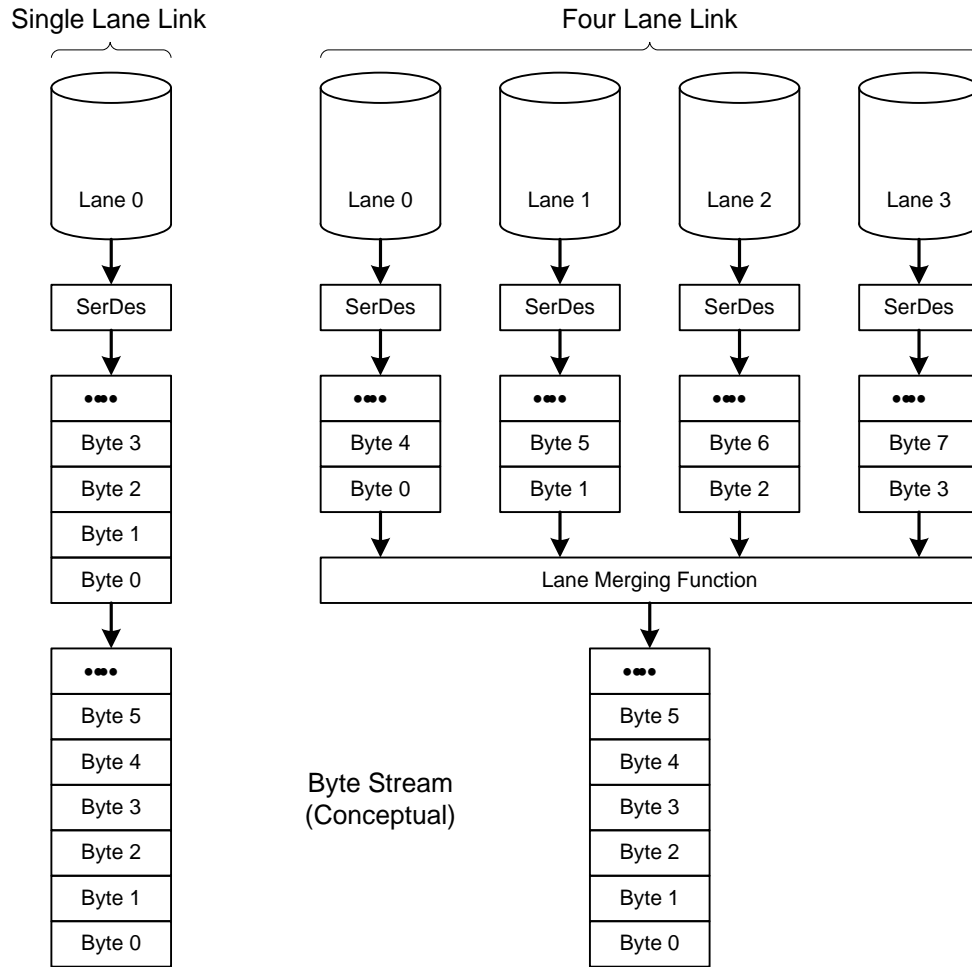 Single Lane Link
Four Lane Link
Lane 0
Lane 0
Lane 1
Lane 2
Lane 3
SerDes
SerDes
SerDes
SerDes
SerDes
••••
••••
••••
••••
••••
Byte 3
Byte 4
Byte 5
Byte 6
Byte 7
Byte 2
Byte 0
Byte 1
Byte 2
Byte 3
Byte 1
Byte 0
Lane Merging Function
••••
••••
Byte 5
Byte 5
Byte 4
Byte 4
Byte Stream
(Conceptual)
Byte 3
Byte 3
Byte 2
Byte 2
Byte 1
Byte 1
Byte 0
Byte 0